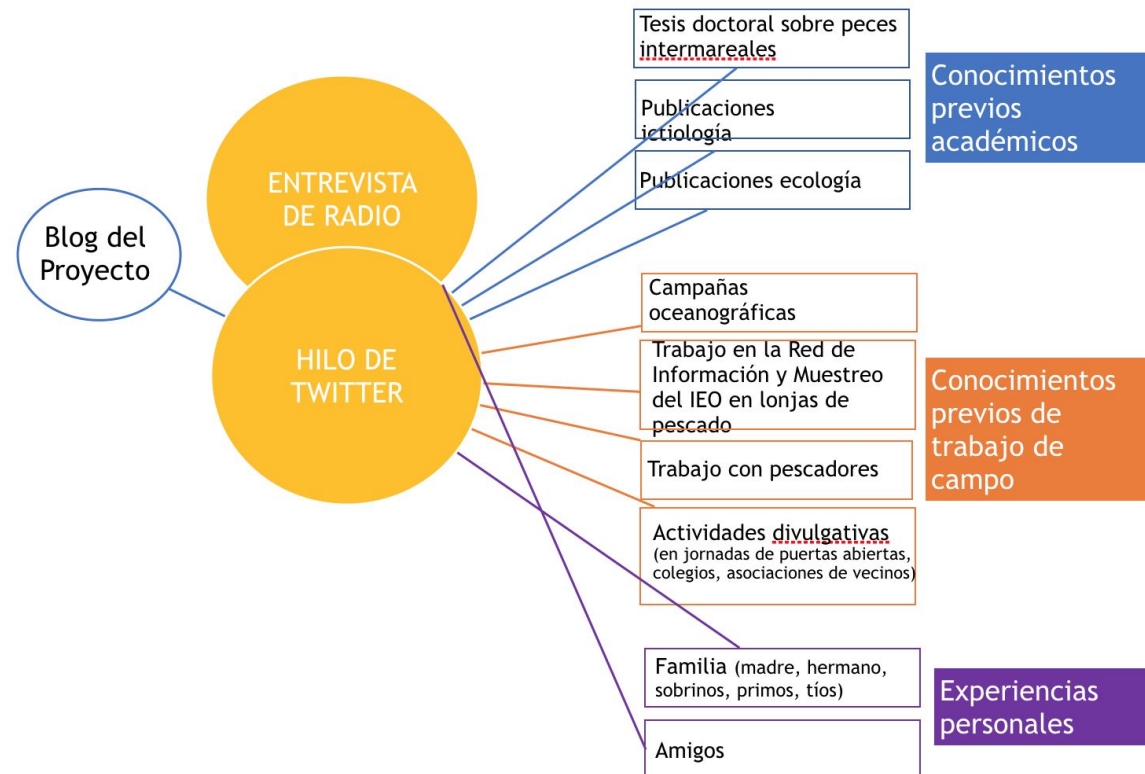 Tesis doctoral sobre peces
intermareales
Conocimientos
previos
académicos
Publicaciones
ictiología
Publicaciones ecología
ENTREVISTA
DE RADIO
Blog del
Proyecto
HILO DE
TWITTER
Campañas
oceanográficas
Trabajo en la Red de
Información y Muestreo
del IEO en lonjas de
pescado
Conocimientos
previos de
trabajo de
campo
Trabajo con pescadores
Actividades divulgativas
(en jornadas de puertas abiertas,
colegios, asociaciones de vecinos)
Familia (madre, hermano,
sobrinos, primos, tíos)
Experiencias
personales
Amigos